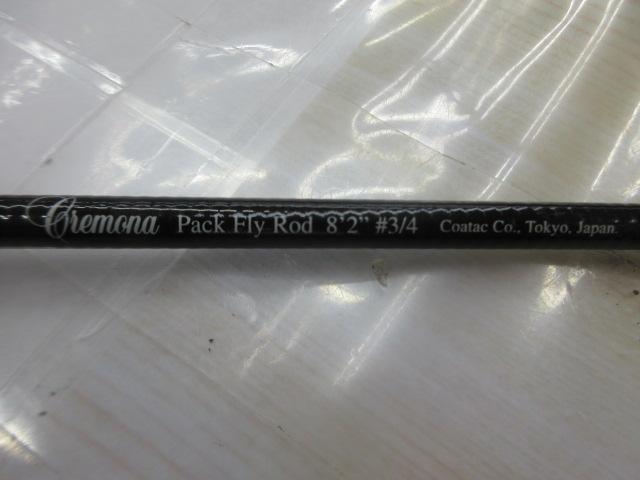 Cremona Pack Fly Rod 8'2" #3/4 Coatac Co., Tokyo, Japan.